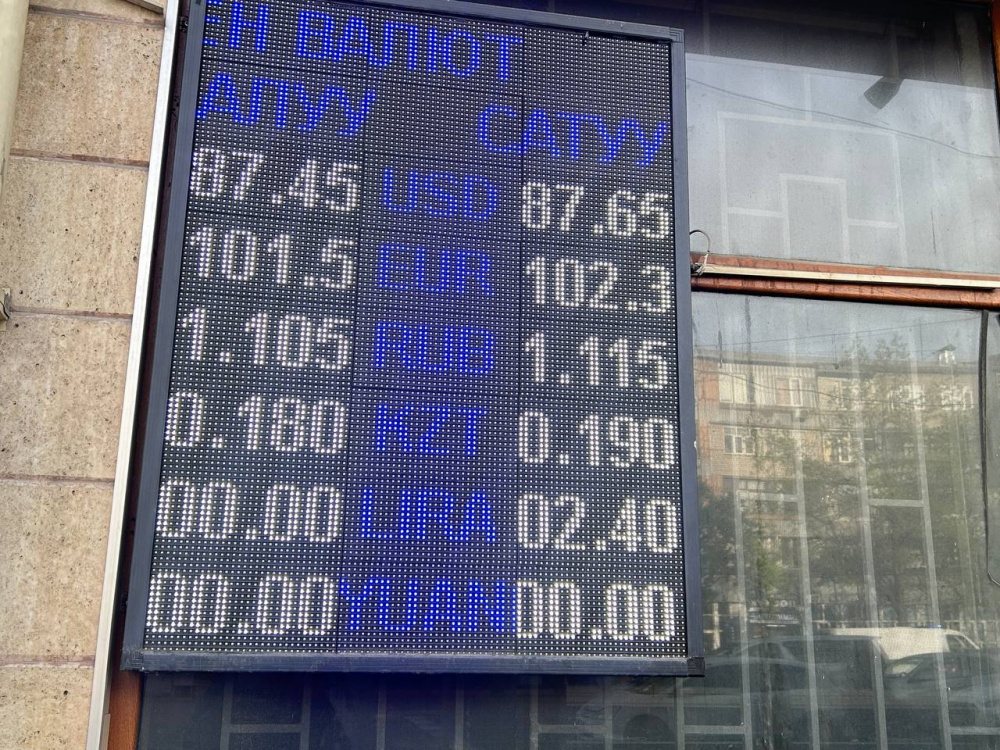 ЕН ВАЛЮТ
АЛУУ САТУУ
87.45 USD 87.65
101.5 EUR 102.3
1.105 RUB 1.115
0.180 KZT 0.190
00.00 LIRA 02.40
00.00 YUAN 00.00